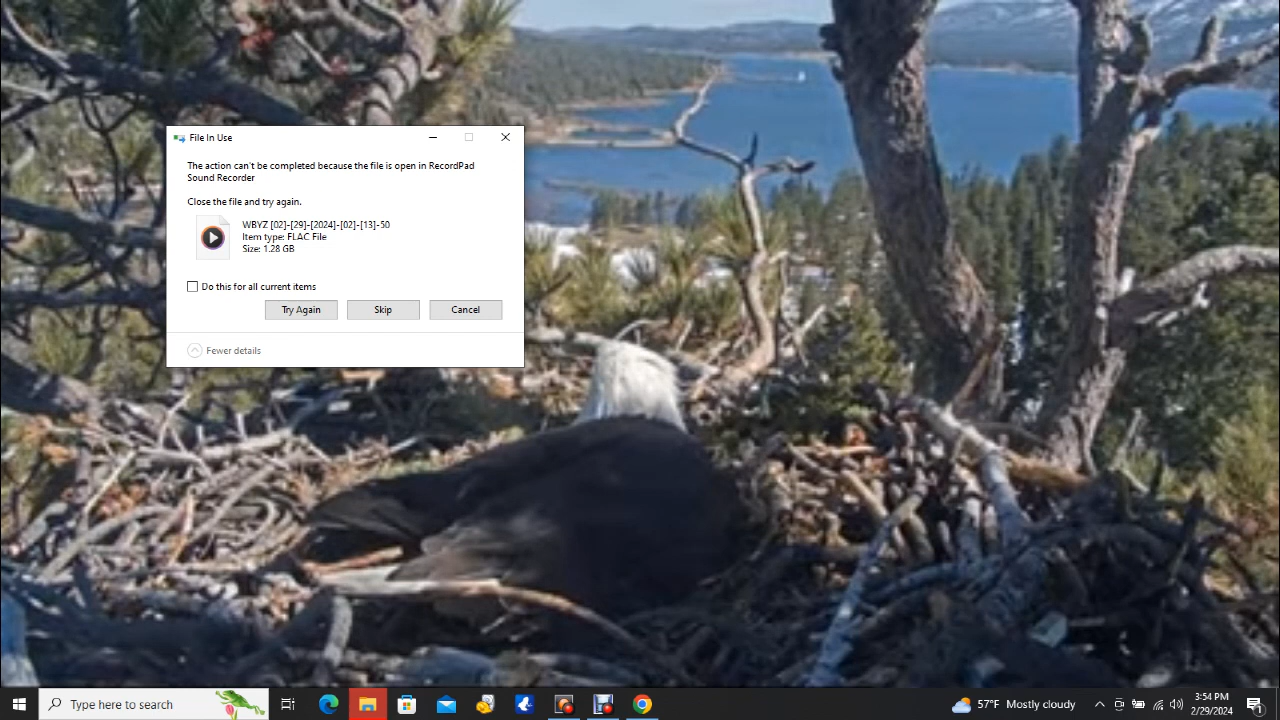 File In Use
The action can't be completed because the file is open in RecordPad
Sound Recorder
Close the file and try again.
WBYZ [02]-[29]-[2024]-[02]-[13]-50
Item type: FLAC File
Size: 1.28 GB
Do this for all current items
Try Again
Skip
Cancel
Fewer details
Type here to search
57°F Mostly cloudy
3:54 PM
2/29/2024
1